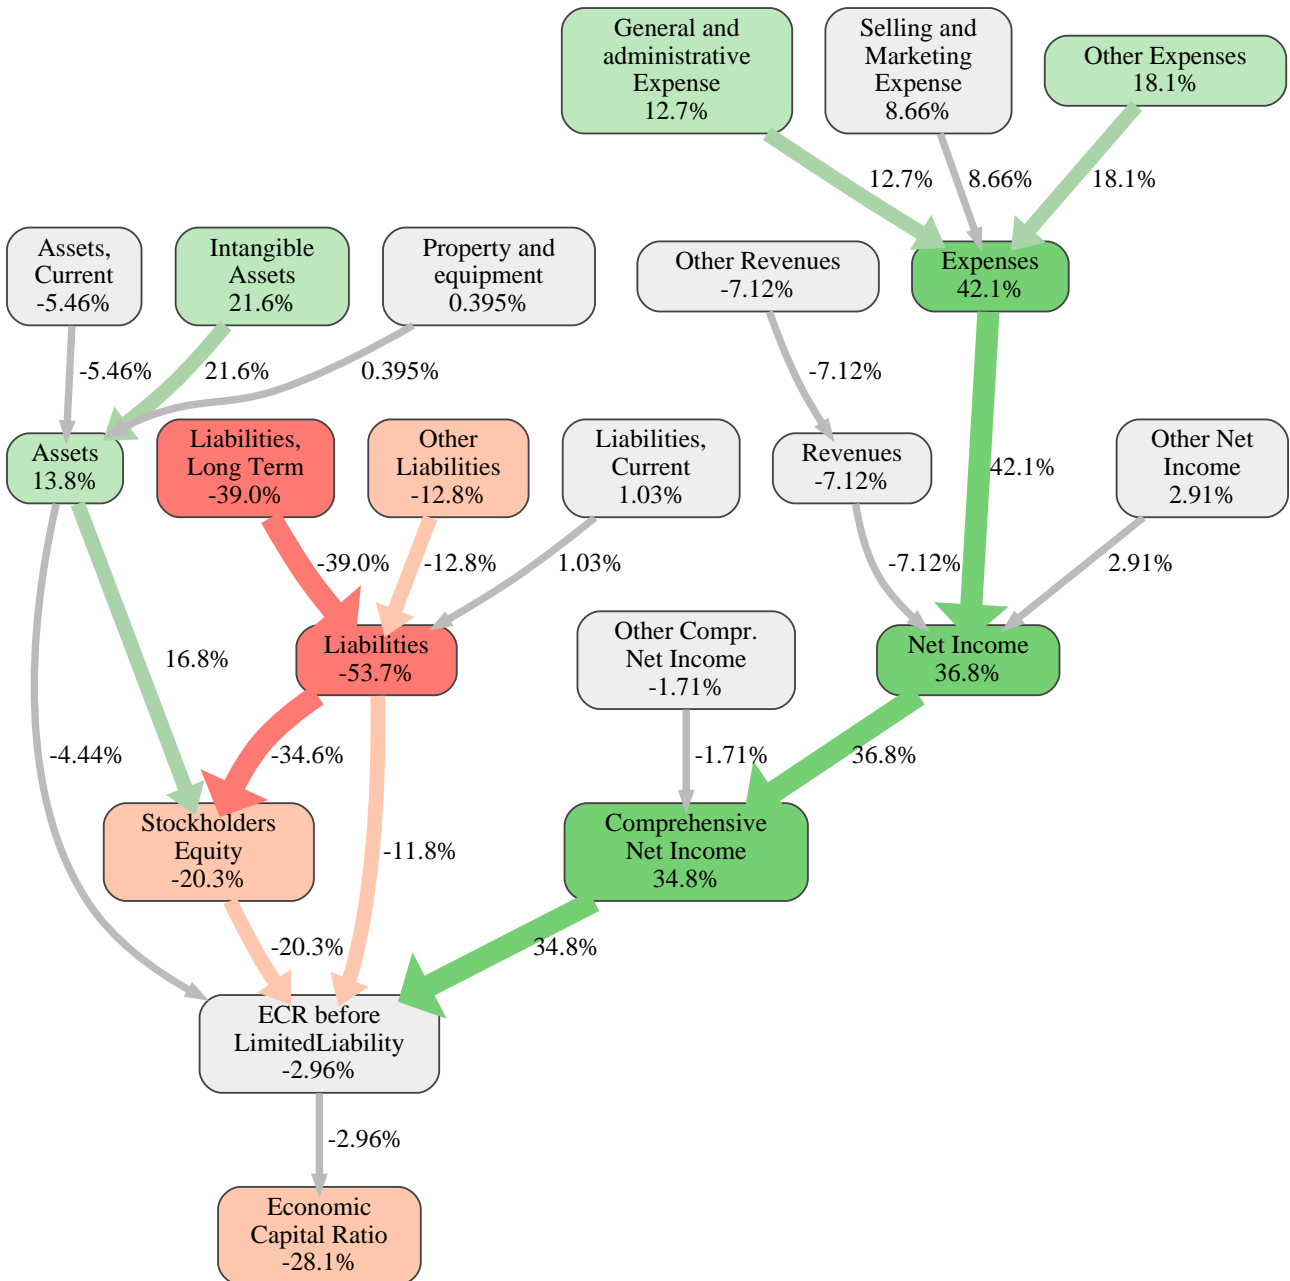 General and
administrative
Expense
12.7%
Selling and
Marketing
Expense
8.66%
Other Expenses
18.1%
12.7%
8.66%
18.1%
Assets,
Current
-5.46%
Intangible
Assets
21.6%
Property and
equipment
0.395%
Other Revenues
-7.12%
Expenses
42.1%
-5.46%
21.6%
0.395%
-7.12%
42.1%
Assets
13.8%
Liabilities,
Long Term
-39.0%
Other
Liabilities
-12.8%
Liabilities,
Current
1.03%
Revenues
-7.12%
Other Net
Income
2.91%
-39.0%
-12.8%
1.03%
-7.12%
2.91%
16.8%
Liabilities
-53.7%
Other Compr.
Net Income
-1.71%
Net Income
36.8%
-4.44%
-34.6%
-1.71%
36.8%
Stockholders
Equity
-20.3%
-11.8%
Comprehensive
Net Income
34.8%
-20.3%
34.8%
ECR before
LimitedLiability
-2.96%
-2.96%
Economic
Capital Ratio
-28.1%